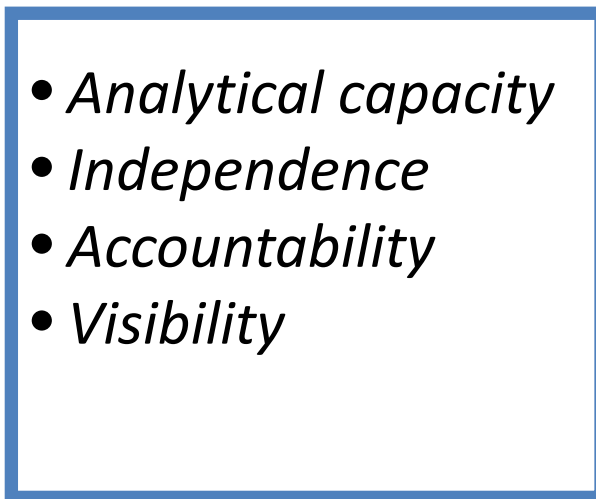 • Analytical capacity
• Independence
• Accountability
• Visibility